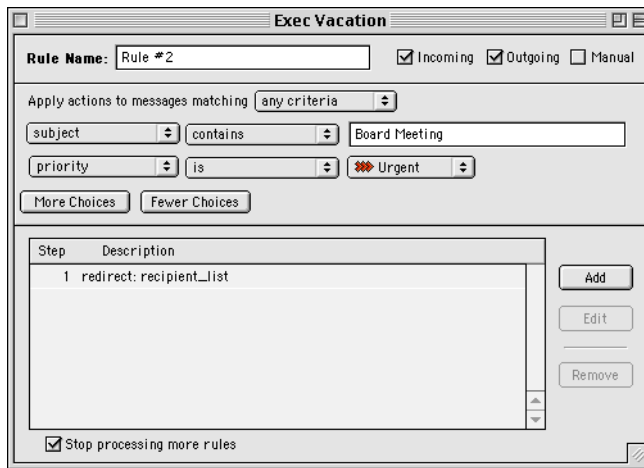 Exec Vacation
Rule Name: Rule #2 Incoming Outgoing Manual
Apply actions to messages matching any criteria
subject contains Board Meeting
priority is Urgent
More Choices Fewer Choices
Step Description
1 redirect: recipient_list Add
Edit
Remove
Stop processing more rules